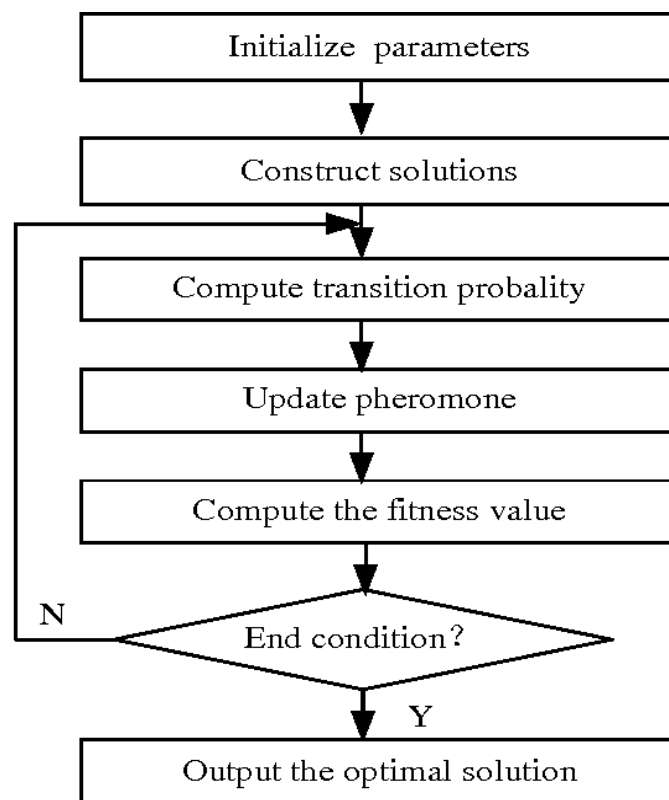 Initialize parameters
Construct solutions
Compute transition probality
Update pheromone
Compute the fitness value
N
End condition?
Y
Output the optimal solution